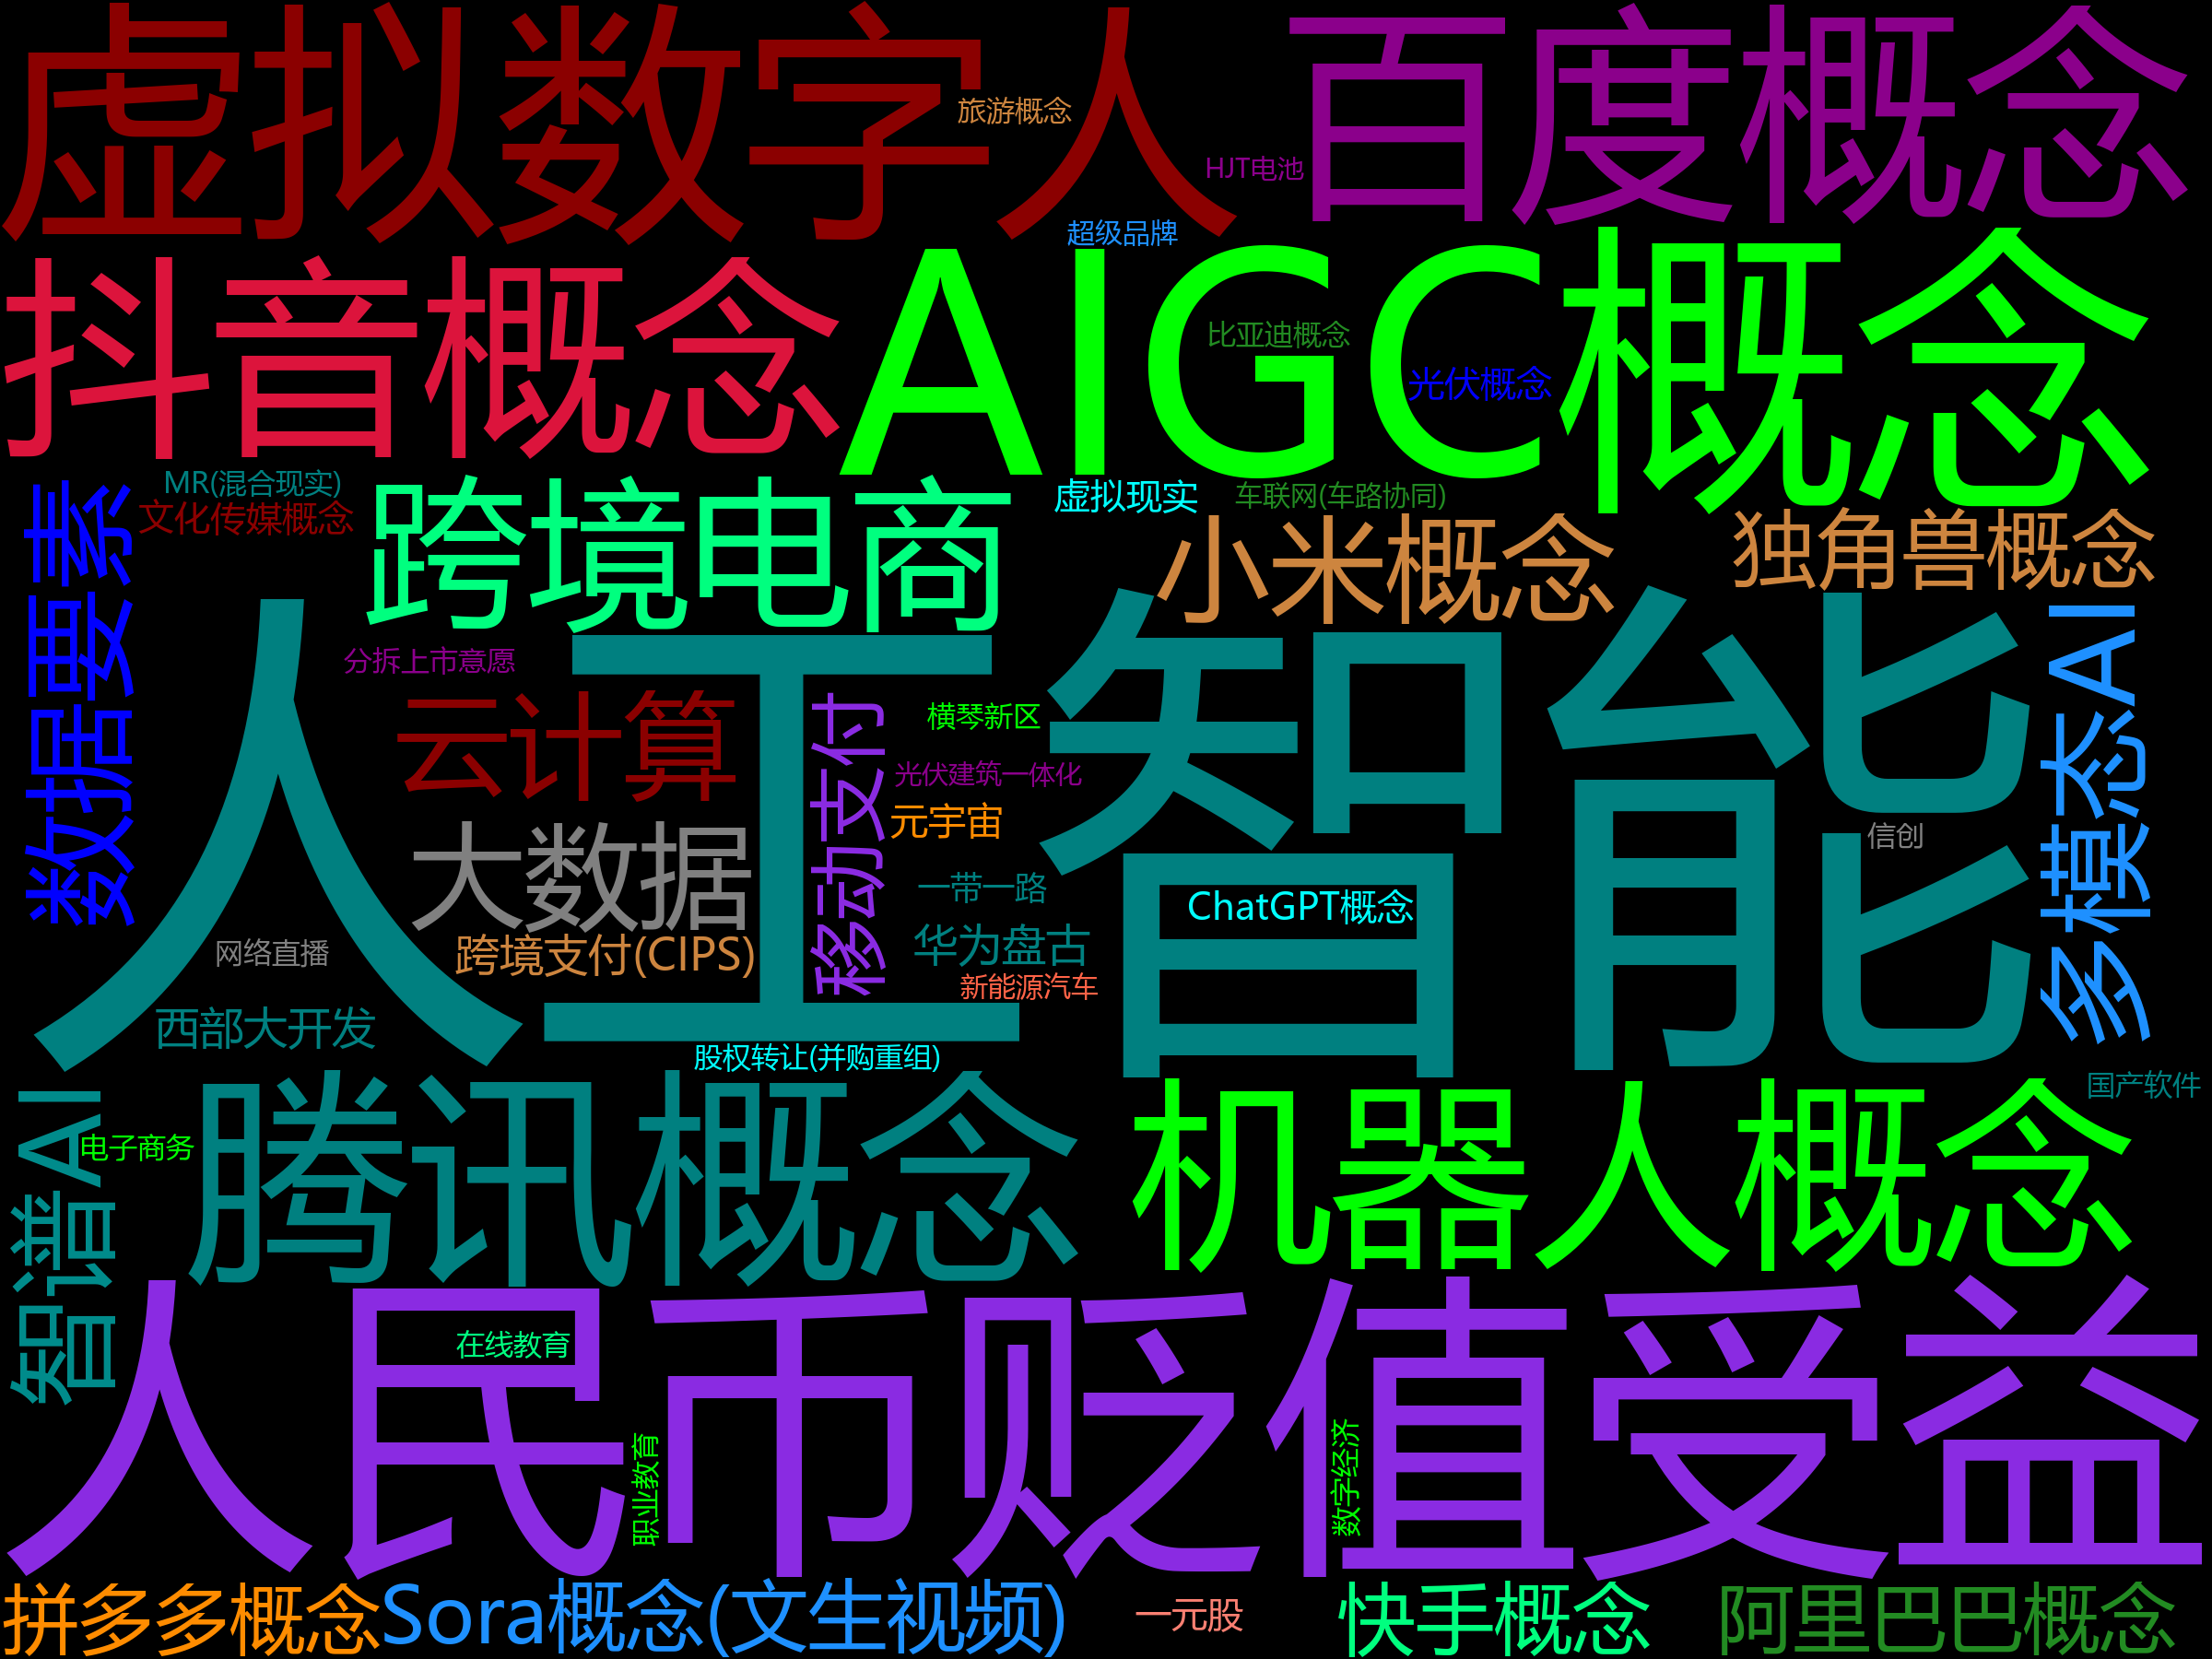 虚拟数字人
百度概念
旅游概念
HJT电池
超级品牌
抖音概念
AIGC概念
比亚迪概念
光伏概念
MR(混合现实)
文化传媒概念
数据要素
跨境电商
虚拟现实
车联网(车路协同)
小米概念
独角兽概念
人工智能
多模态AI
分拆上市意愿
云计算
移动支付
横琴新区
光伏建筑一体化
元宇宙
大数据
信创
一带一路
ChatGPT概念
华为盘古
网络直播
跨境支付(CIPS)
新能源汽车
西部大开发
股权转让(并购重组)
智谱AI
电子商务
腾讯概念
机器人概念
国产软件
人民币贬值受益
在线教育
职业教育
数字经济
拼多多概念
Sora概念(文生视频)
一元股
快手概念
阿里巴巴概念